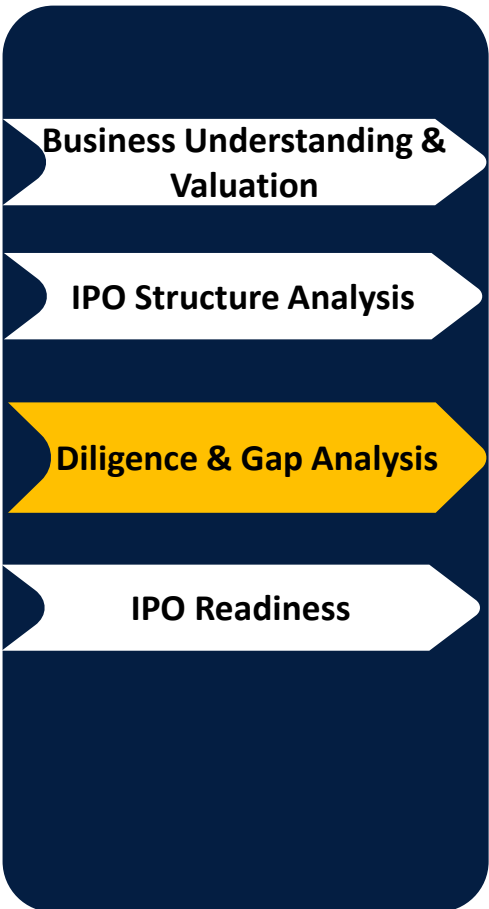 Business Understanding &
Valuation
IPO Structure Analysis
Diligence & Gap Analysis
IPO Readiness